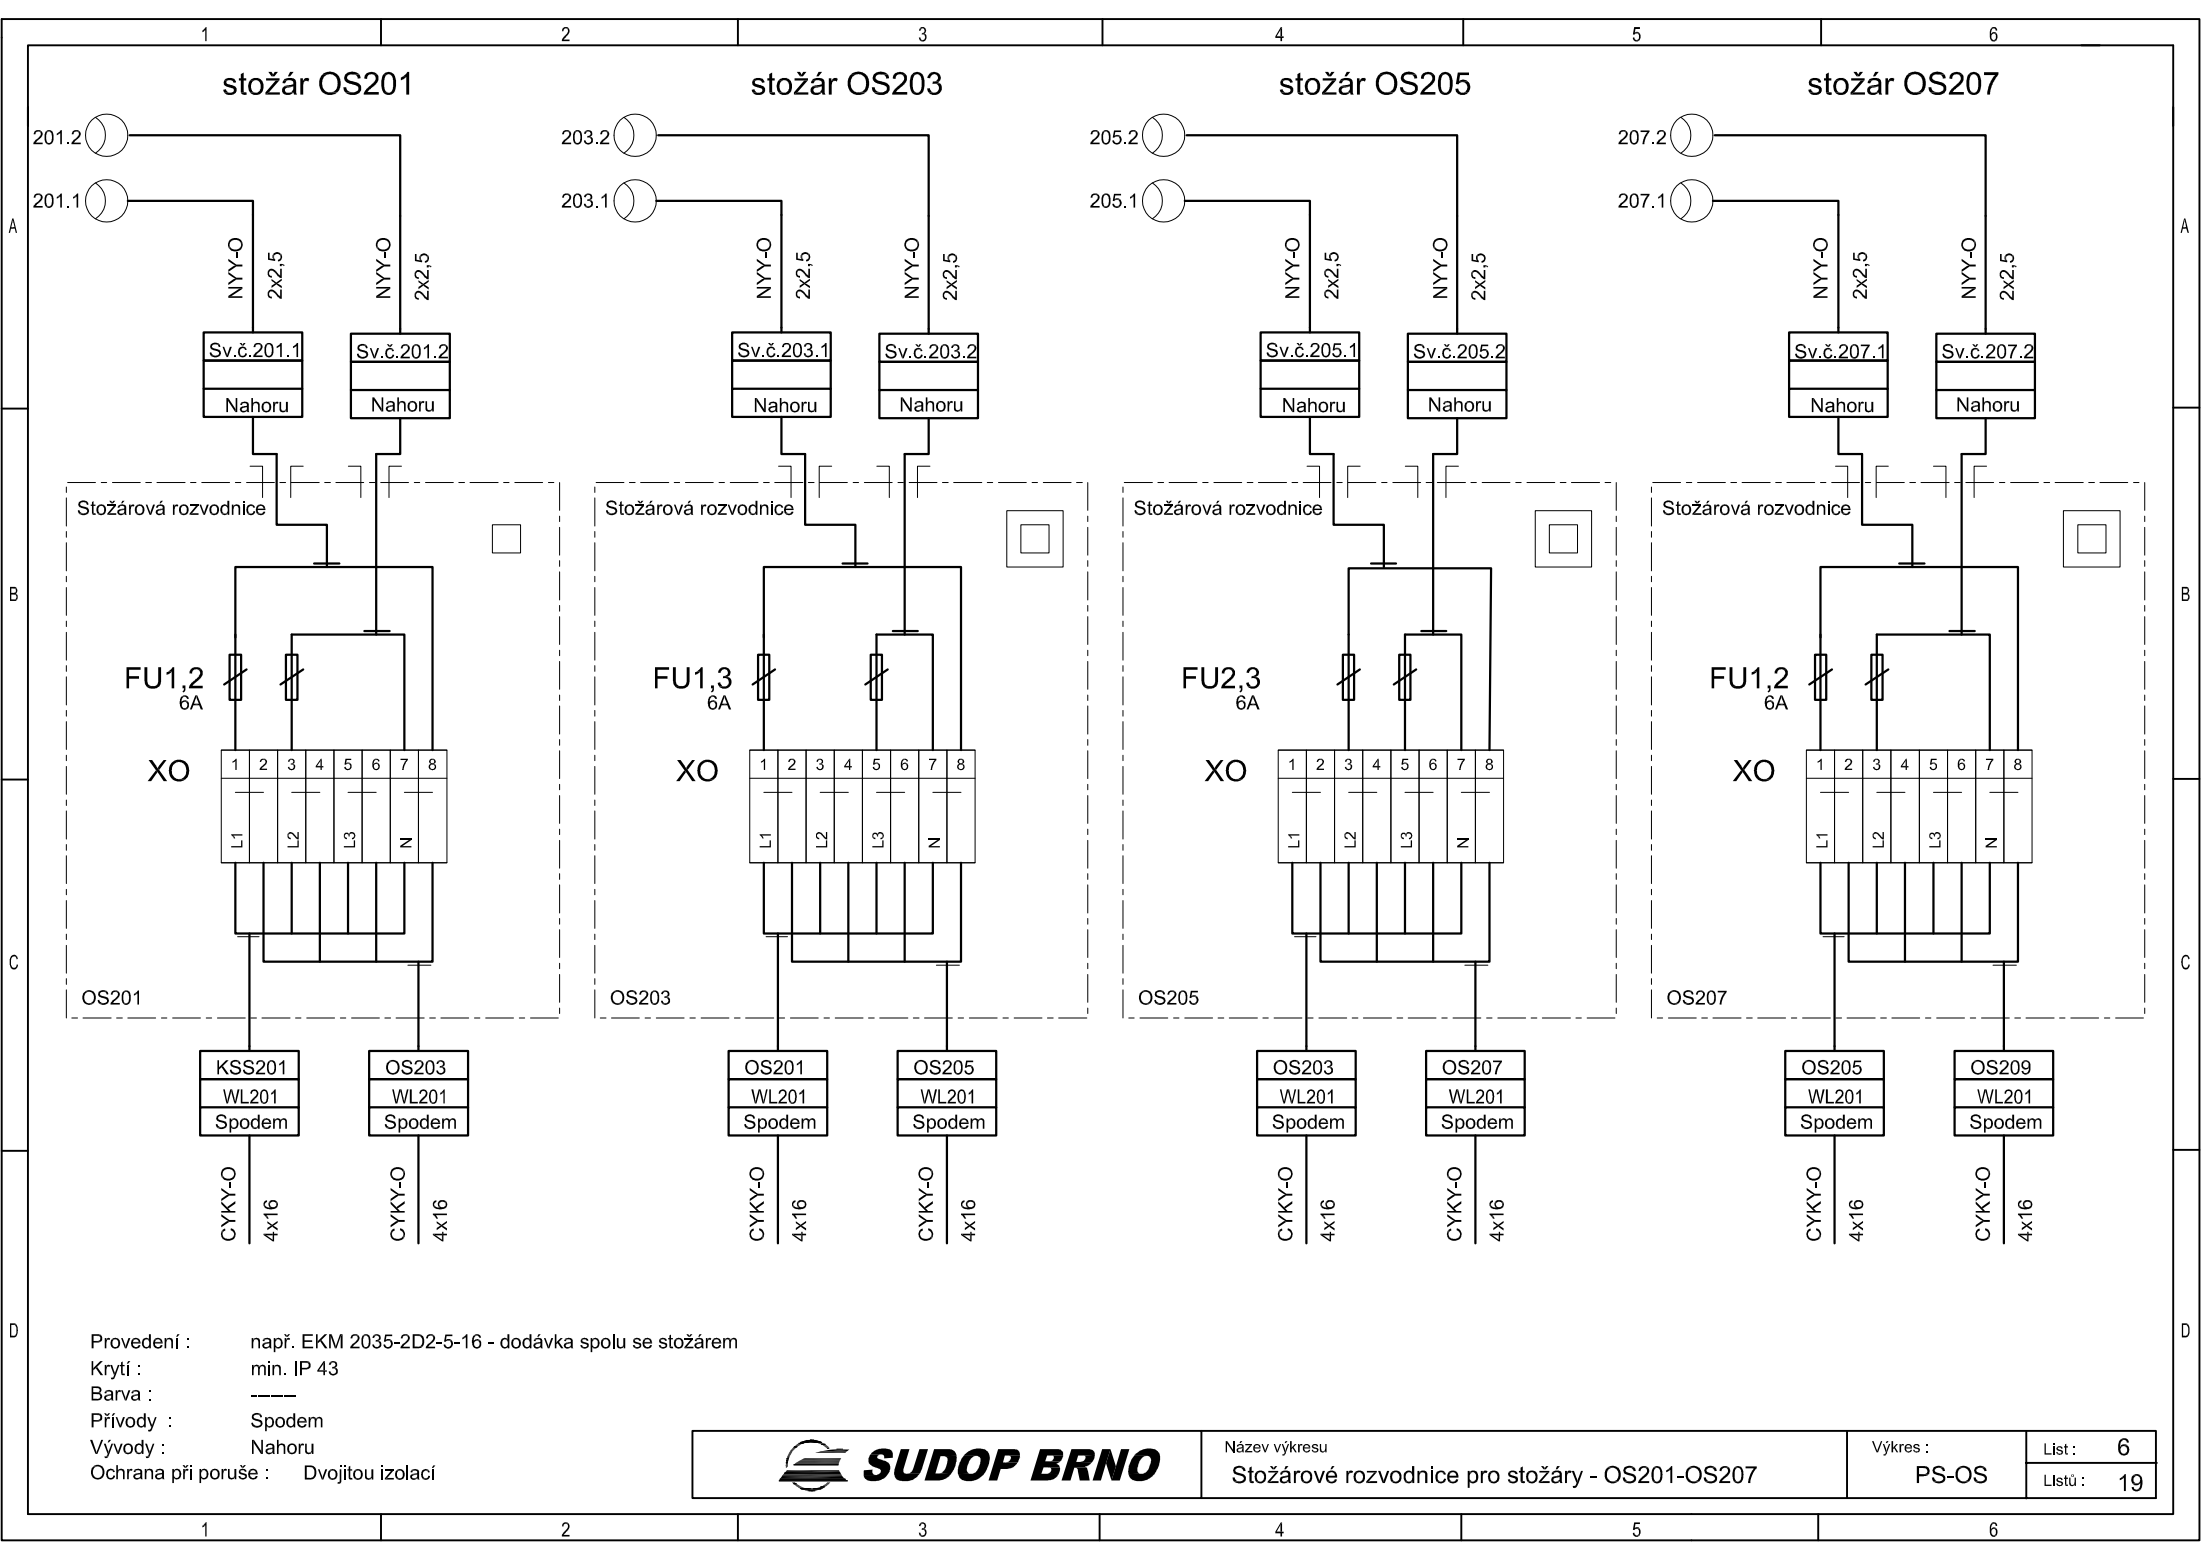 1 2 3 4 5 6
stožár OS201 stožár OS203 stožár OS205 stožár OS207
201.2 203.2 205.2 207.2
201.1 203.1 205.1 207.1
A A
NYY-O 2x2,5 NYY-O 2x2,5 NYY-O 2x2,5 NYY-O 2x2,5 NYY-O 2x2,5 NYY-O 2x2,5 NYY-O 2x2,5 NYY-O 2x2,5
Sv.č.201.1 Sv.č.201.2 Sv.č.203.1 Sv.č.203.2 Sv.č.205.1 Sv.č.205.2 Sv.č.207.1 Sv.č.207.2
Nahoru Nahoru Nahoru Nahoru Nahoru Nahoru Nahoru Nahoru
Stožárová rozvodnice Stožárová rozvodnice Stožárová rozvodnice Stožárová rozvodnice
B B
FU1,2 FU1,3 FU2,3 FU1,2
6A 6A 6A 6A
XO 1 2 3 4 5 6 7 8 XO 1 2 3 4 5 6 7 8 XO 1 2 3 4 5 6 7 8 XO 1 2 3 4 5 6 7 8
L1 L2 L3 N L1 L2 L3 N L1 L2 L3 N L1 L2 L3 N
C C
OS201 OS203 OS205 OS207
KSS201 OS203 OS201 OS205 OS203 OS207 OS205 OS209
WL201 WL201 WL201 WL201 WL201 WL201 WL201 WL201
Spodem Spodem Spodem Spodem Spodem Spodem Spodem Spodem
CYKY-O 4x16 CYKY-O 4x16 CYKY-O 4x16 CYKY-O 4x16 CYKY-O 4x16 CYKY-O 4x16 CYKY-O 4x16 CYKY-O 4x16
D D
Provedení : např. EKM 2035-2D2-5-16 - dodávka spolu se stožárem
Krytí : min. IP 43
Barva : -------
Přívody : Spodem
Vývody : Nahoru
Ochrana při poruše : Dvojitou izolací
SUDOP BRNO
Název výkresu
Stožárové rozvodnice pro stožáry - OS201-OS207
Výkres :
PS-OS
List : 6
Listů : 19
1 2 3 4 5 6